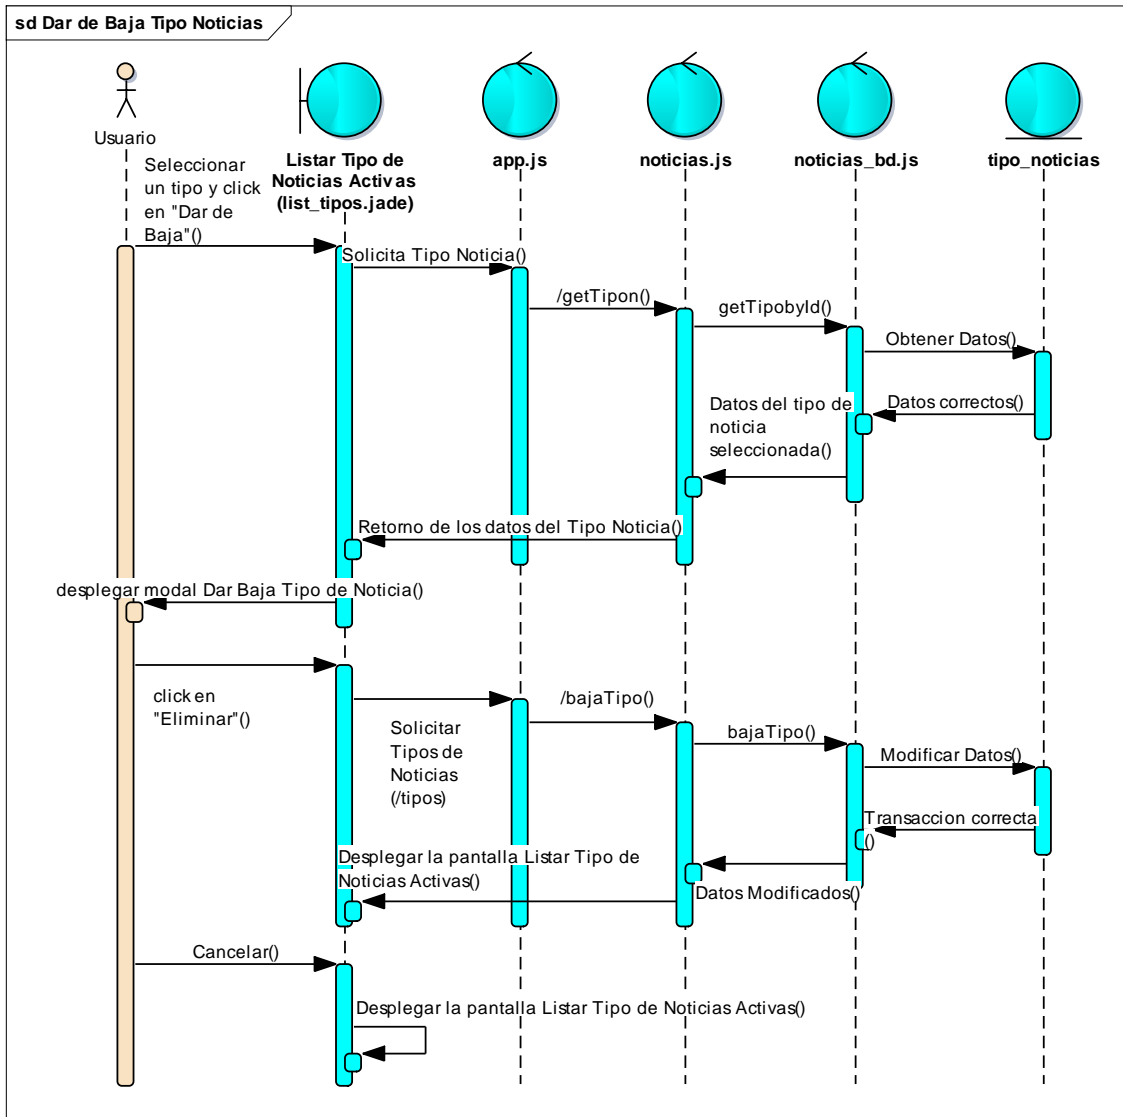 sd Dar de Baja Tipo Noticias
Usuario
Listar Tipo de
Noticias Activas
(list_tipos.jade)
app.js
noticias.js
noticias_bd.js
tipo_noticias
Seleccionar
un tipo y click
en "Dar de
Baja"()
Solicita Tipo Noticia()
/getTipon()
getTipobyId()
Obtener Datos()
Datos correctos()
Datos del tipo de
noticia
seleccionada()
Retorno de los datos del Tipo Noticia()
desplegar modal Dar Baja Tipo de Noticia()
click en
"Eliminar"()
Solicitar
Tipos de
Noticias
(/tipos)
/bajaTipo()
bajaTipo()
Modificar Datos()
Transaccion correcta
()
Datos Modificados()
Desplegar la pantalla Listar Tipo de
Noticias Activas()
Cancelar()
Desplegar la pantalla Listar Tipo de Noticias Activas()